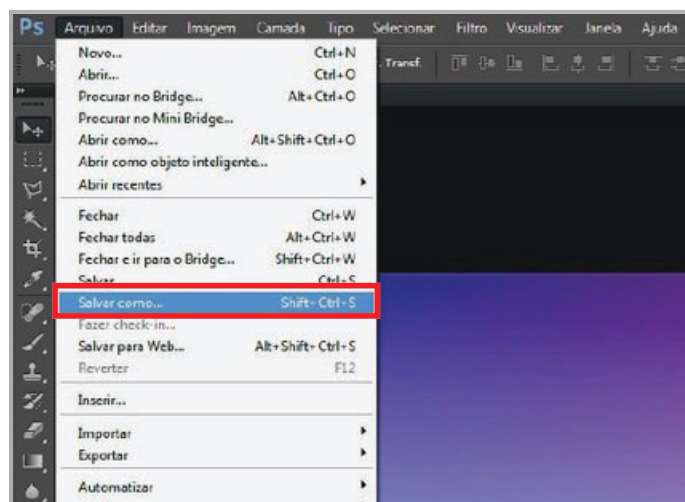 Ps Arquivo Editar Imagem Camada Tipo Selecionar Filtro Visualizar Janela Ajuda
Novo... Ctrl+N
. Transf.
Abrir... Ctrl+O
Procurar no Bridge... Alt+Ctrl+O
Procurar no Mini Bridge...
Abrir como... Alt+Shift+Ctrl+O
Abrir como objeto inteligente...
Abrir recentes
Fechar Ctrl+W
Fechar todas Alt+Ctrl+W
Fechar e ir para o Bridge... Shift+Ctrl+W
Salvar Ctrl+S
Salvar como... Shift+Ctrl+S
Fazer check-in...
Salvar para Web... Alt+Shift+Ctrl+S
Reverter F12
Inserir...
Importar
Exportar
Automatizar